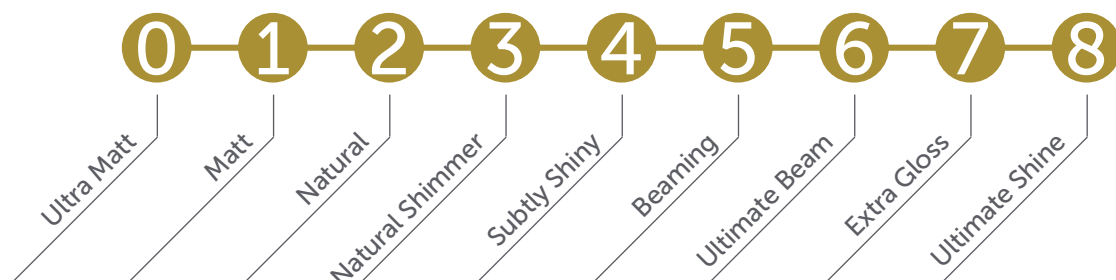 0 1 2 3 4 5 6 7 8
Ultra Matt
Matt
Natural
Natural Shimmer
Subtly Shiny
Beaming
Ultimate Beam
Extra Gloss
Ultimate Shine